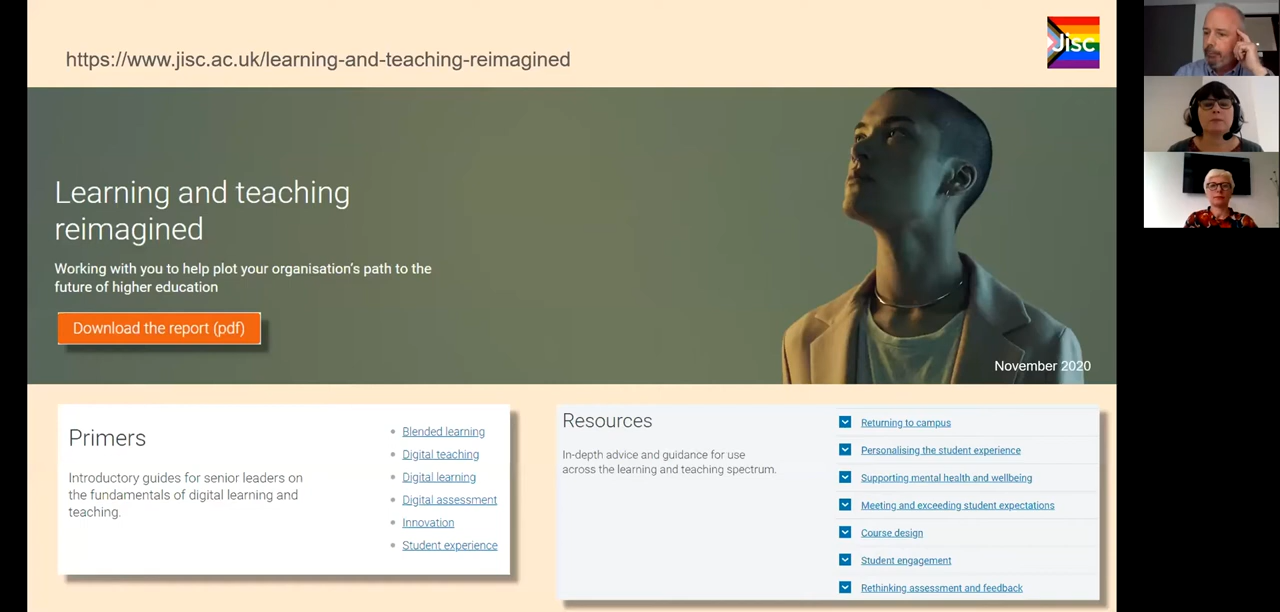 https://www.jisc.ac.uk/learning-and-teaching-reimagined
Jisc
Learning and teaching
reimagined
Working with you to help plot your organisation's path to the
future of higher education
Download the report (pdf)
November 2020
Primers
Introductory guides for senior leaders on
the fundamentals of digital learning and
teaching.
Blended learning
Digital teaching
Digital learning
Digital assessment
Innovation
Student experience
Resources
In-depth advice and guidance for use
across the learning and teaching spectrum.
Returning to campus
Personalising the student experience
Supporting mental health and wellbeing
Meeting and exceeding student expectations
Course design
Student engagement
Rethinking assessment and feedback